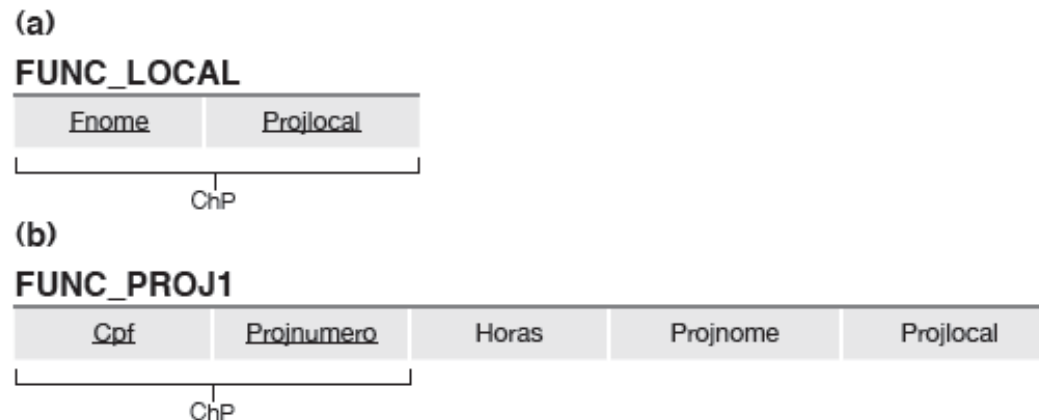 (a)
FUNC_LOCAL
Fnome Projlocal
ChP
(b)
FUNC_PROJ1
Cpf Projnumero Horas Projnome Projlocal
ChP